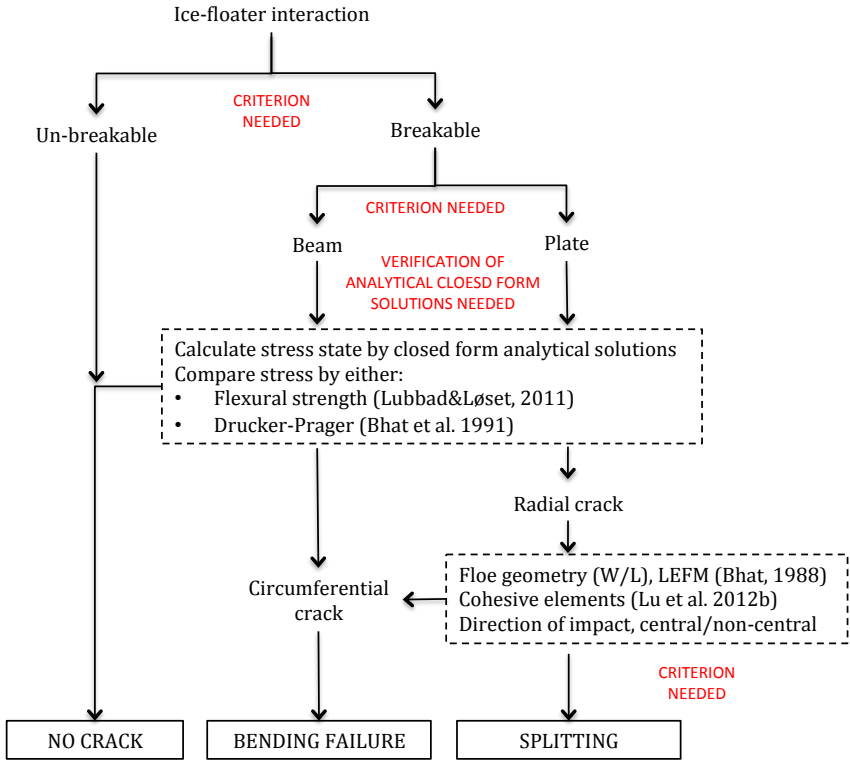 Ice-floater interaction
CRITERION
NEEDED
Un-breakable
Breakable
CRITERION NEEDED
Beam
Plate
VERIFICATION OF
ANALYTICAL CLOESD FORM
SOLUTIONS NEEDED
Calculate stress state by closed form analytical solutions
Compare stress by either:
• Flexural strength (Lubbad&Løset, 2011)
• Drucker-Prager (Bhat et al. 1991)
Radial crack
Circumferential
crack
Floe geometry (W/L), LEFM (Bhat, 1988)
Cohesive elements (Lu et al. 2012b)
Direction of impact, central/non-central
CRITERION
NEEDED
NO CRACK
BENDING FAILURE
SPLITTING